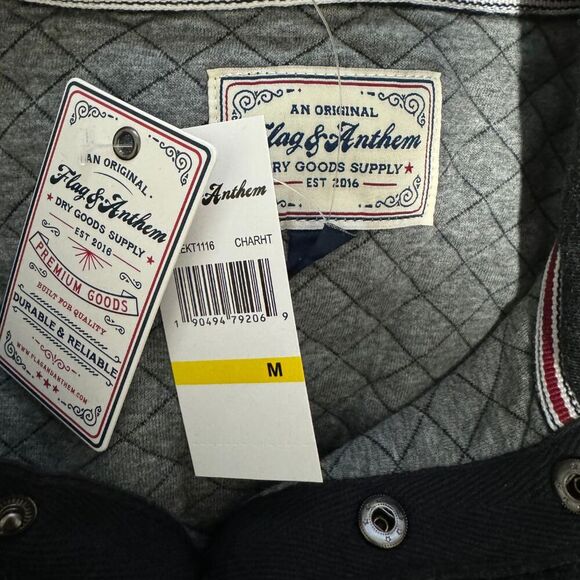 AN ORIGINAL
Flag & Anthem
DRY GOODS SUPPLY
EST 2016
PREMIUM GOODS
BUILT FOR QUALITY
DURABLE & RELIABLE
WWW.FLAGANDANTHEM.COM
& Anthem
EKT1116 CHARHT
1 90494 79206 9
M
AN ORIGINAL
Flag & Anthem
RY GOODS SUPPLY
EST 2016